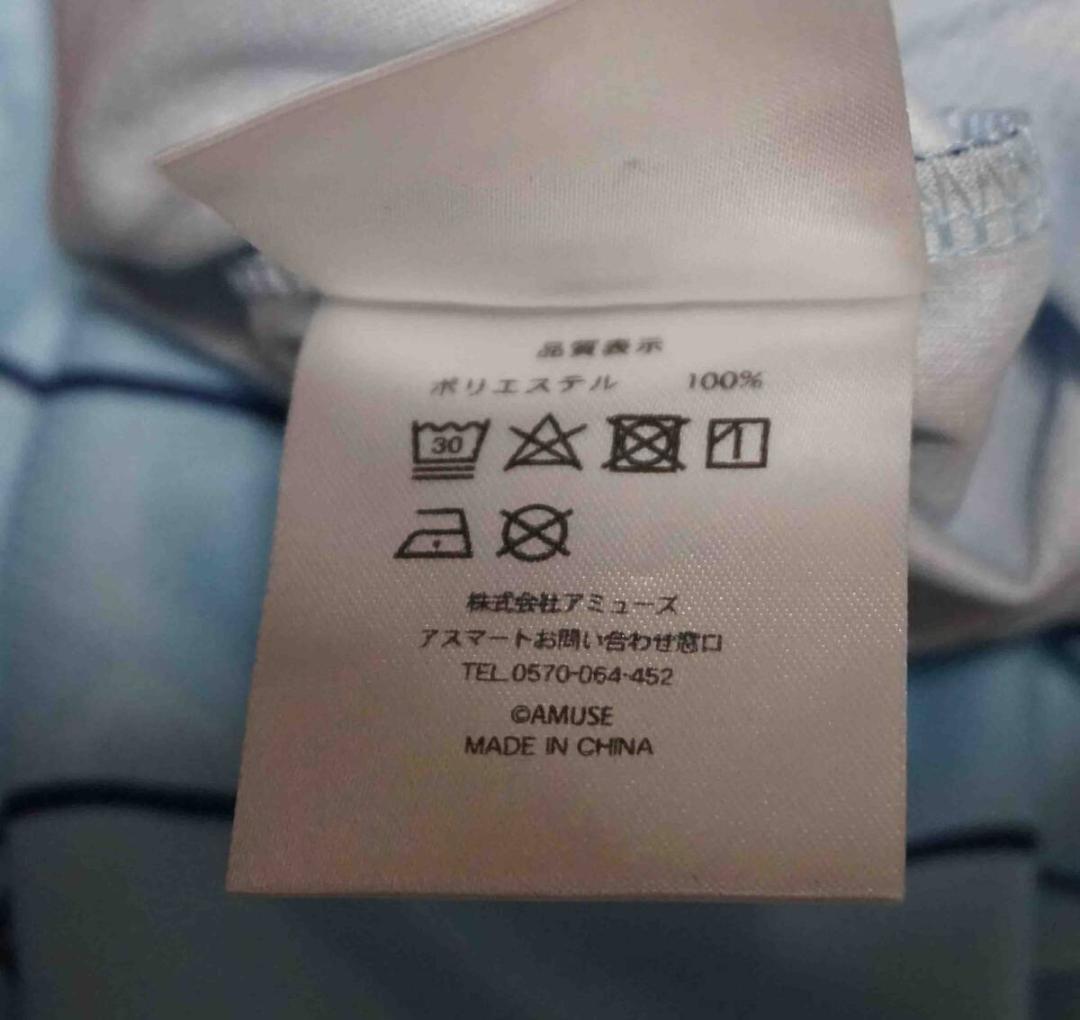 品質表示
ポリエステル 100%
30
株式会社アミューズ
アスマートお問い合わせ窓口
TEL.0570-064-452
©AMUSE
MADE IN CHINA